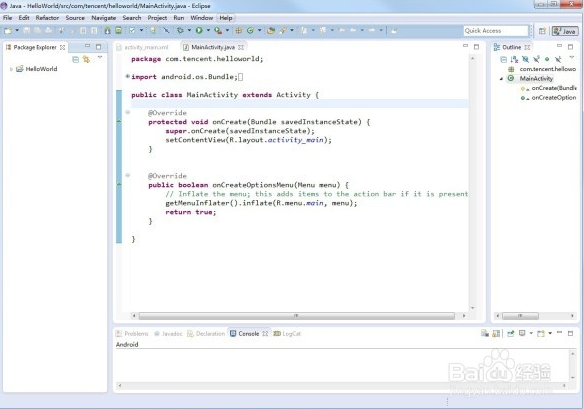 Java - HelloWorld/src/com/tencent/helloworld/MainActivity.java - Eclipse
File Edit Refactor Source Navigate Search Project Run Window Help
Quick Access
Java
Package Explorer
HelloWorld
activity_main.xml
MainActivity.java
package com.tencent.helloworld;
import android.os.Bundle;
public class MainActivity extends Activity {
@Override
protected void onCreate(Bundle savedInstanceState) {
super.onCreate(savedInstanceState);
setContentView(R.layout.activity_main);
}
@Override
public boolean onCreateOptionsMenu(Menu menu) {
// Inflate the menu; this adds items to the action bar if it is present
getMenuInflater().inflate(R.menu.main, menu);
return true;
}
}
Outline
com.tencent.hellowo
MainActivity
onCreate(Bundle
onCreateOption
Problems
Javadoc
Declaration
Console
LogCat
Android
Baidu 经验